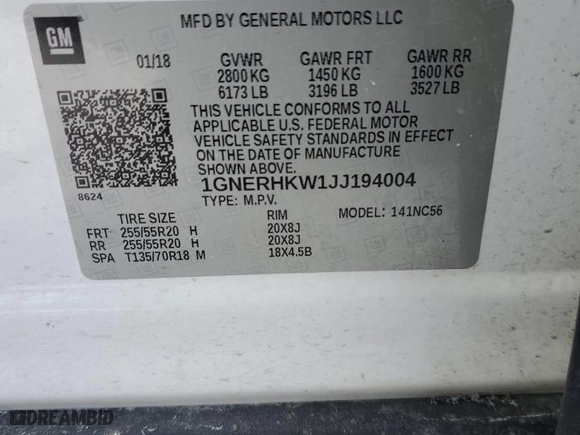 MFD BY GENERAL MOTORS LLC
GM
01/18 GVWR GAWR FRT GAWR RR
2800 KG 1450 KG 1600 KG
6173 LB 3196 LB 3527 LB
THIS VEHICLE CONFORMS TO ALL
APPLICABLE U.S. FEDERAL MOTOR
VEHICLE SAFETY STANDARDS IN EFFECT
ON THE DATE OF MANUFACTURE
SHOWN ABOVE.
1GNERHKW1JJ194004
8624
TYPE: M.P.V. MODEL: 141NC56
TIRE SIZE RIM
FRT 255/55R20 H 20X8J
RR 255/55R20 H 20X8J
SPA T135/70R18 M 18X4.5B
DREAMBID